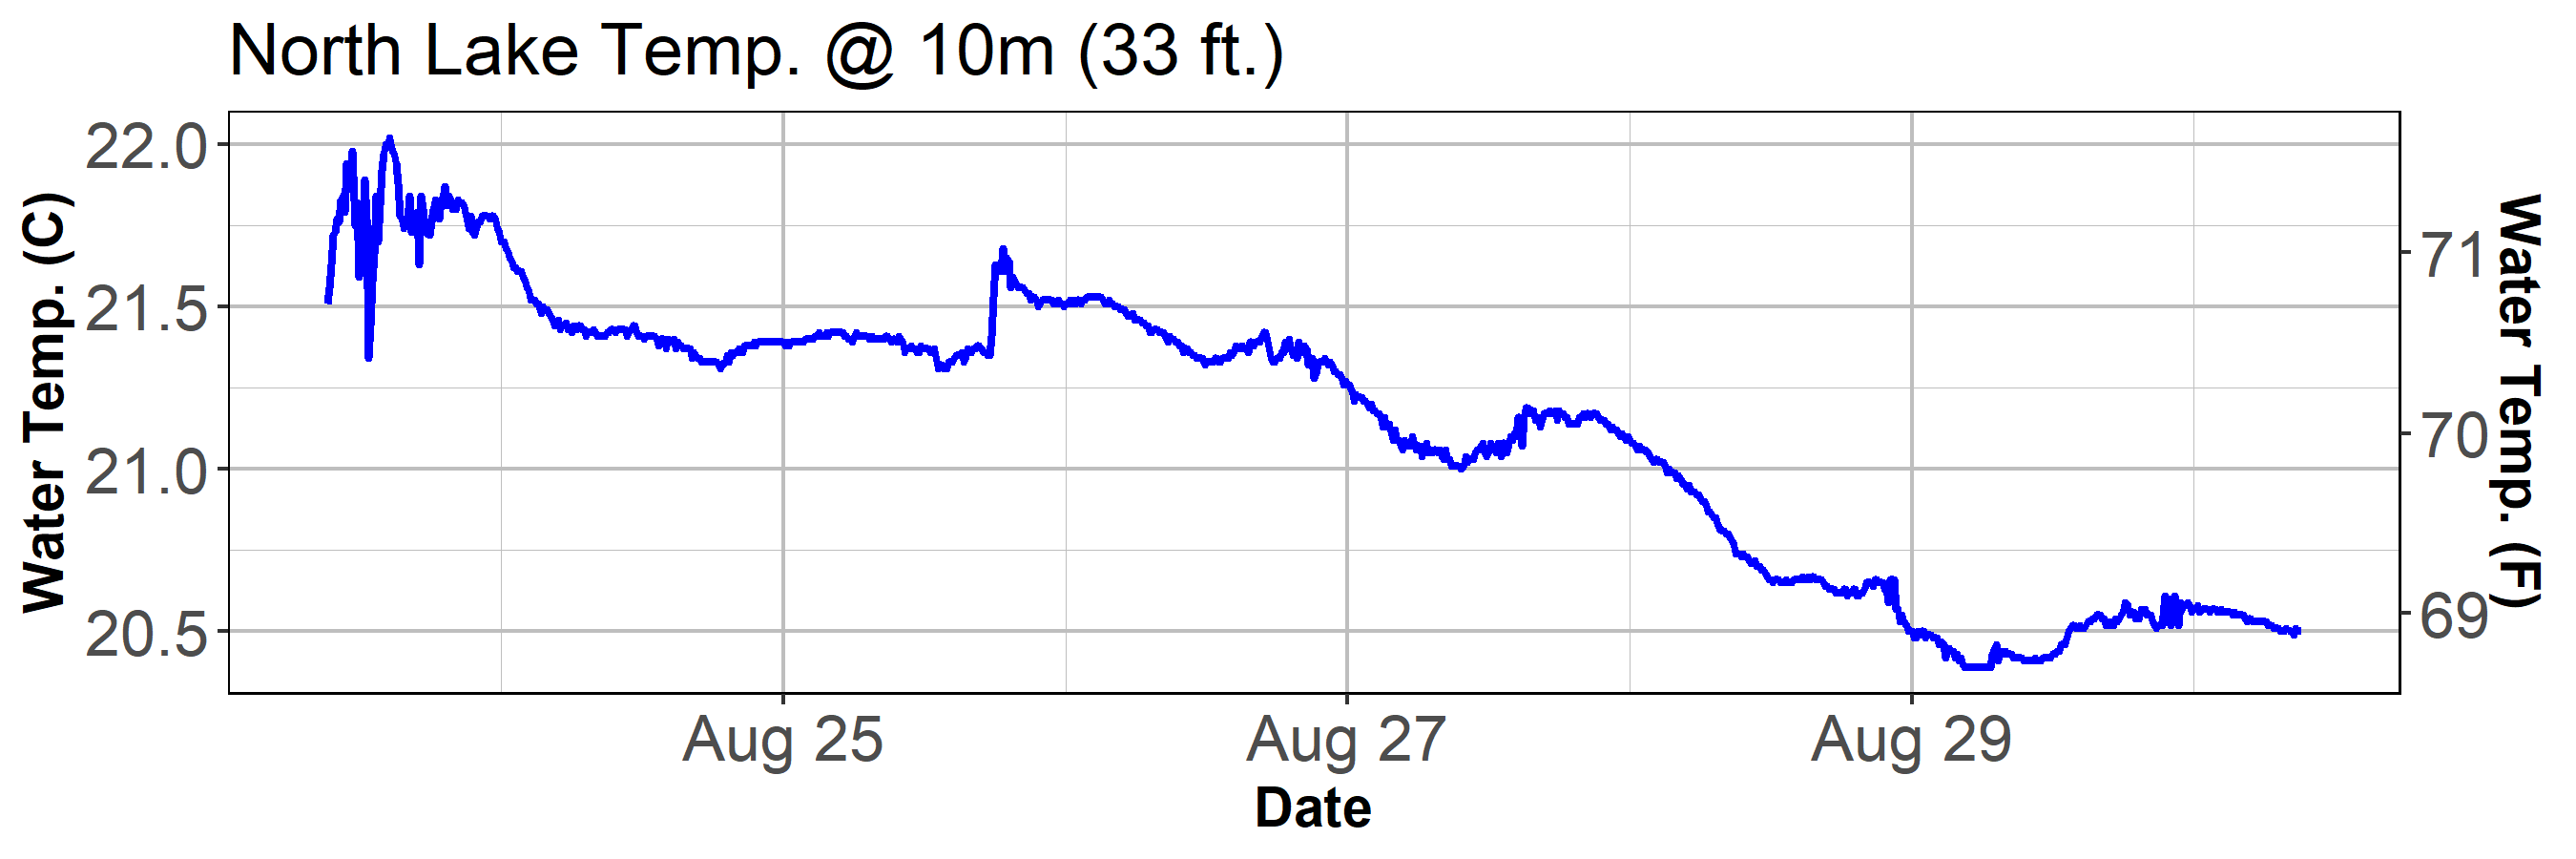 North Lake Temp. @ 10m (33 ft.)
Water Temp. (C)
22.0
21.5
21.0
20.5
71
70
69
Water Temp. (F)
Aug 25 Aug 27 Aug 29
Date